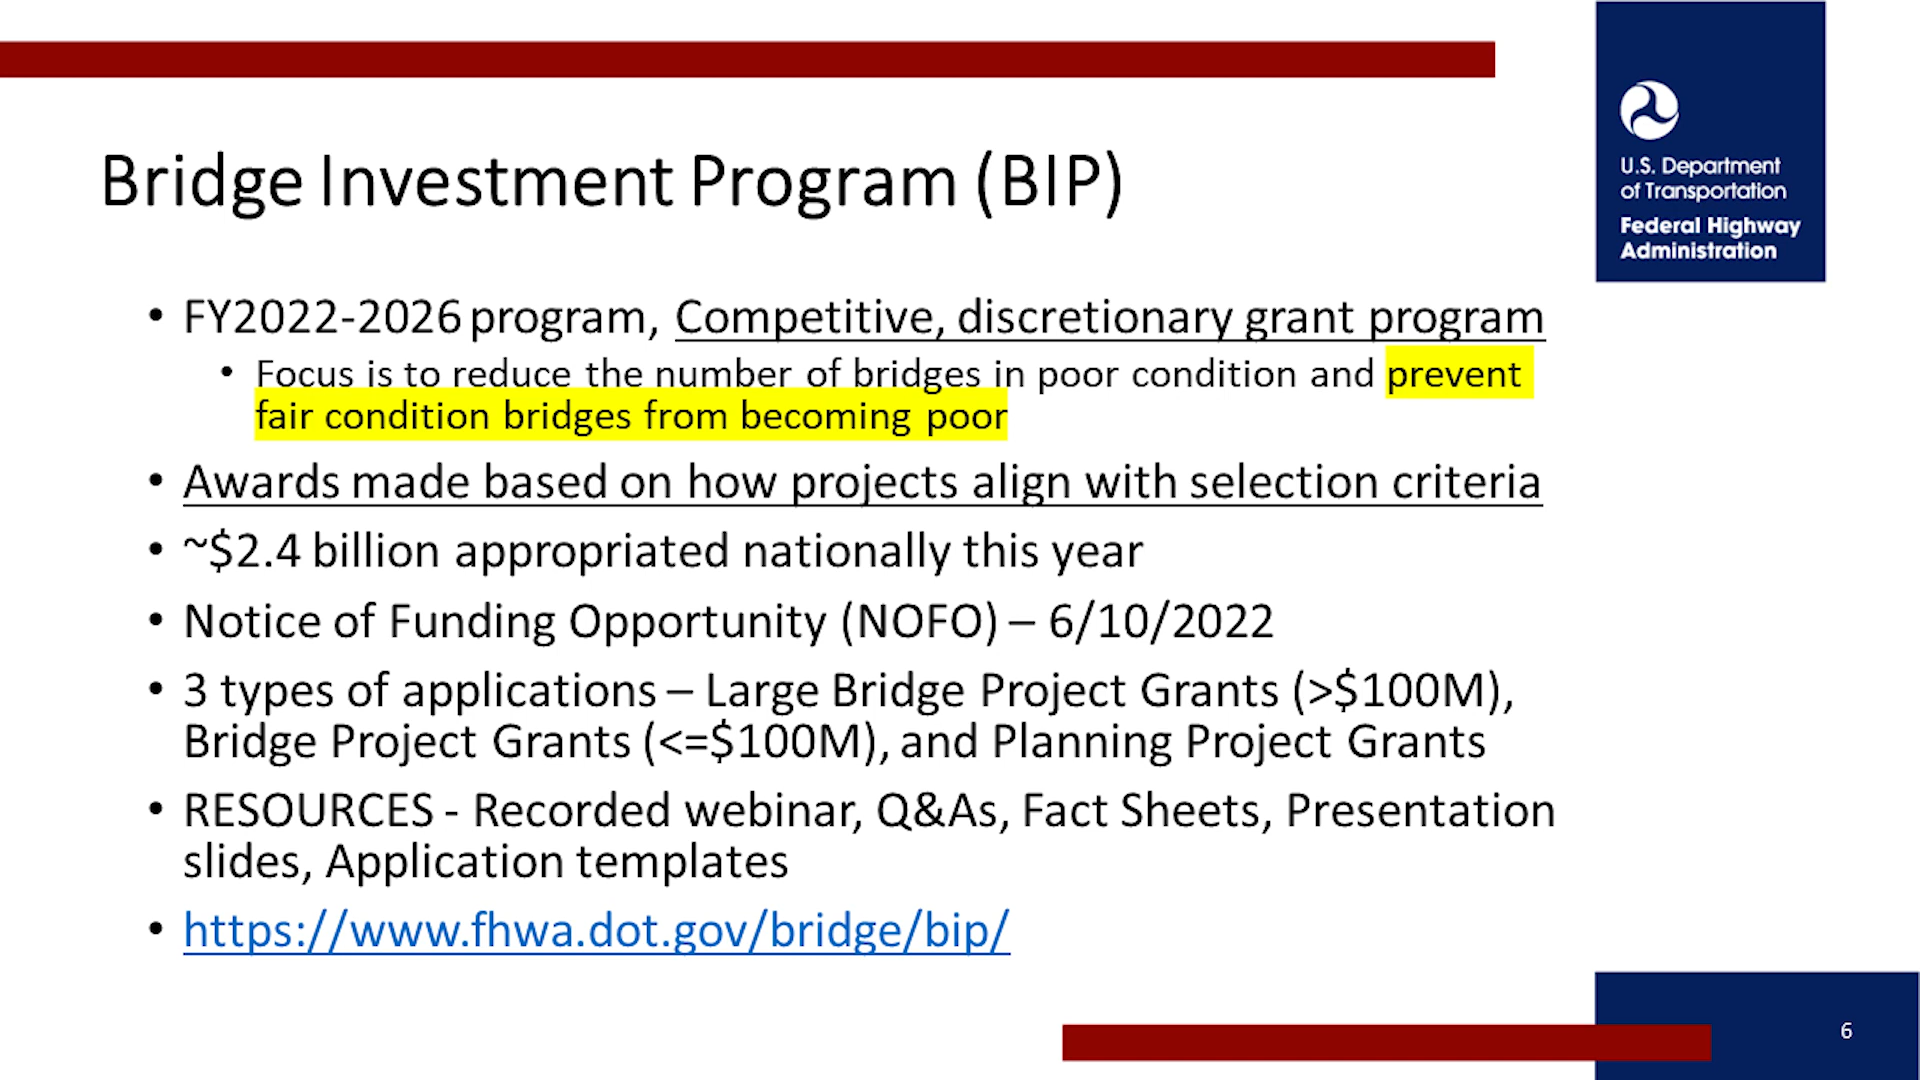 U.S. Department
of Transportation
Federal Highway
Administration
Bridge Investment Program (BIP)
• FY2022-2026 program, Competitive, discretionary grant program
• Focus is to reduce the number of bridges in poor condition and prevent
fair condition bridges from becoming poor
• Awards made based on how projects align with selection criteria
• ~$2.4 billion appropriated nationally this year
• Notice of Funding Opportunity (NOFO) – 6/10/2022
• 3 types of applications – Large Bridge Project Grants (>$100M),
Bridge Project Grants (<=$100M), and Planning Project Grants
• RESOURCES - Recorded webinar, Q&As, Fact Sheets, Presentation
slides, Application templates
• https://www.fhwa.dot.gov/bridge/bip/
6